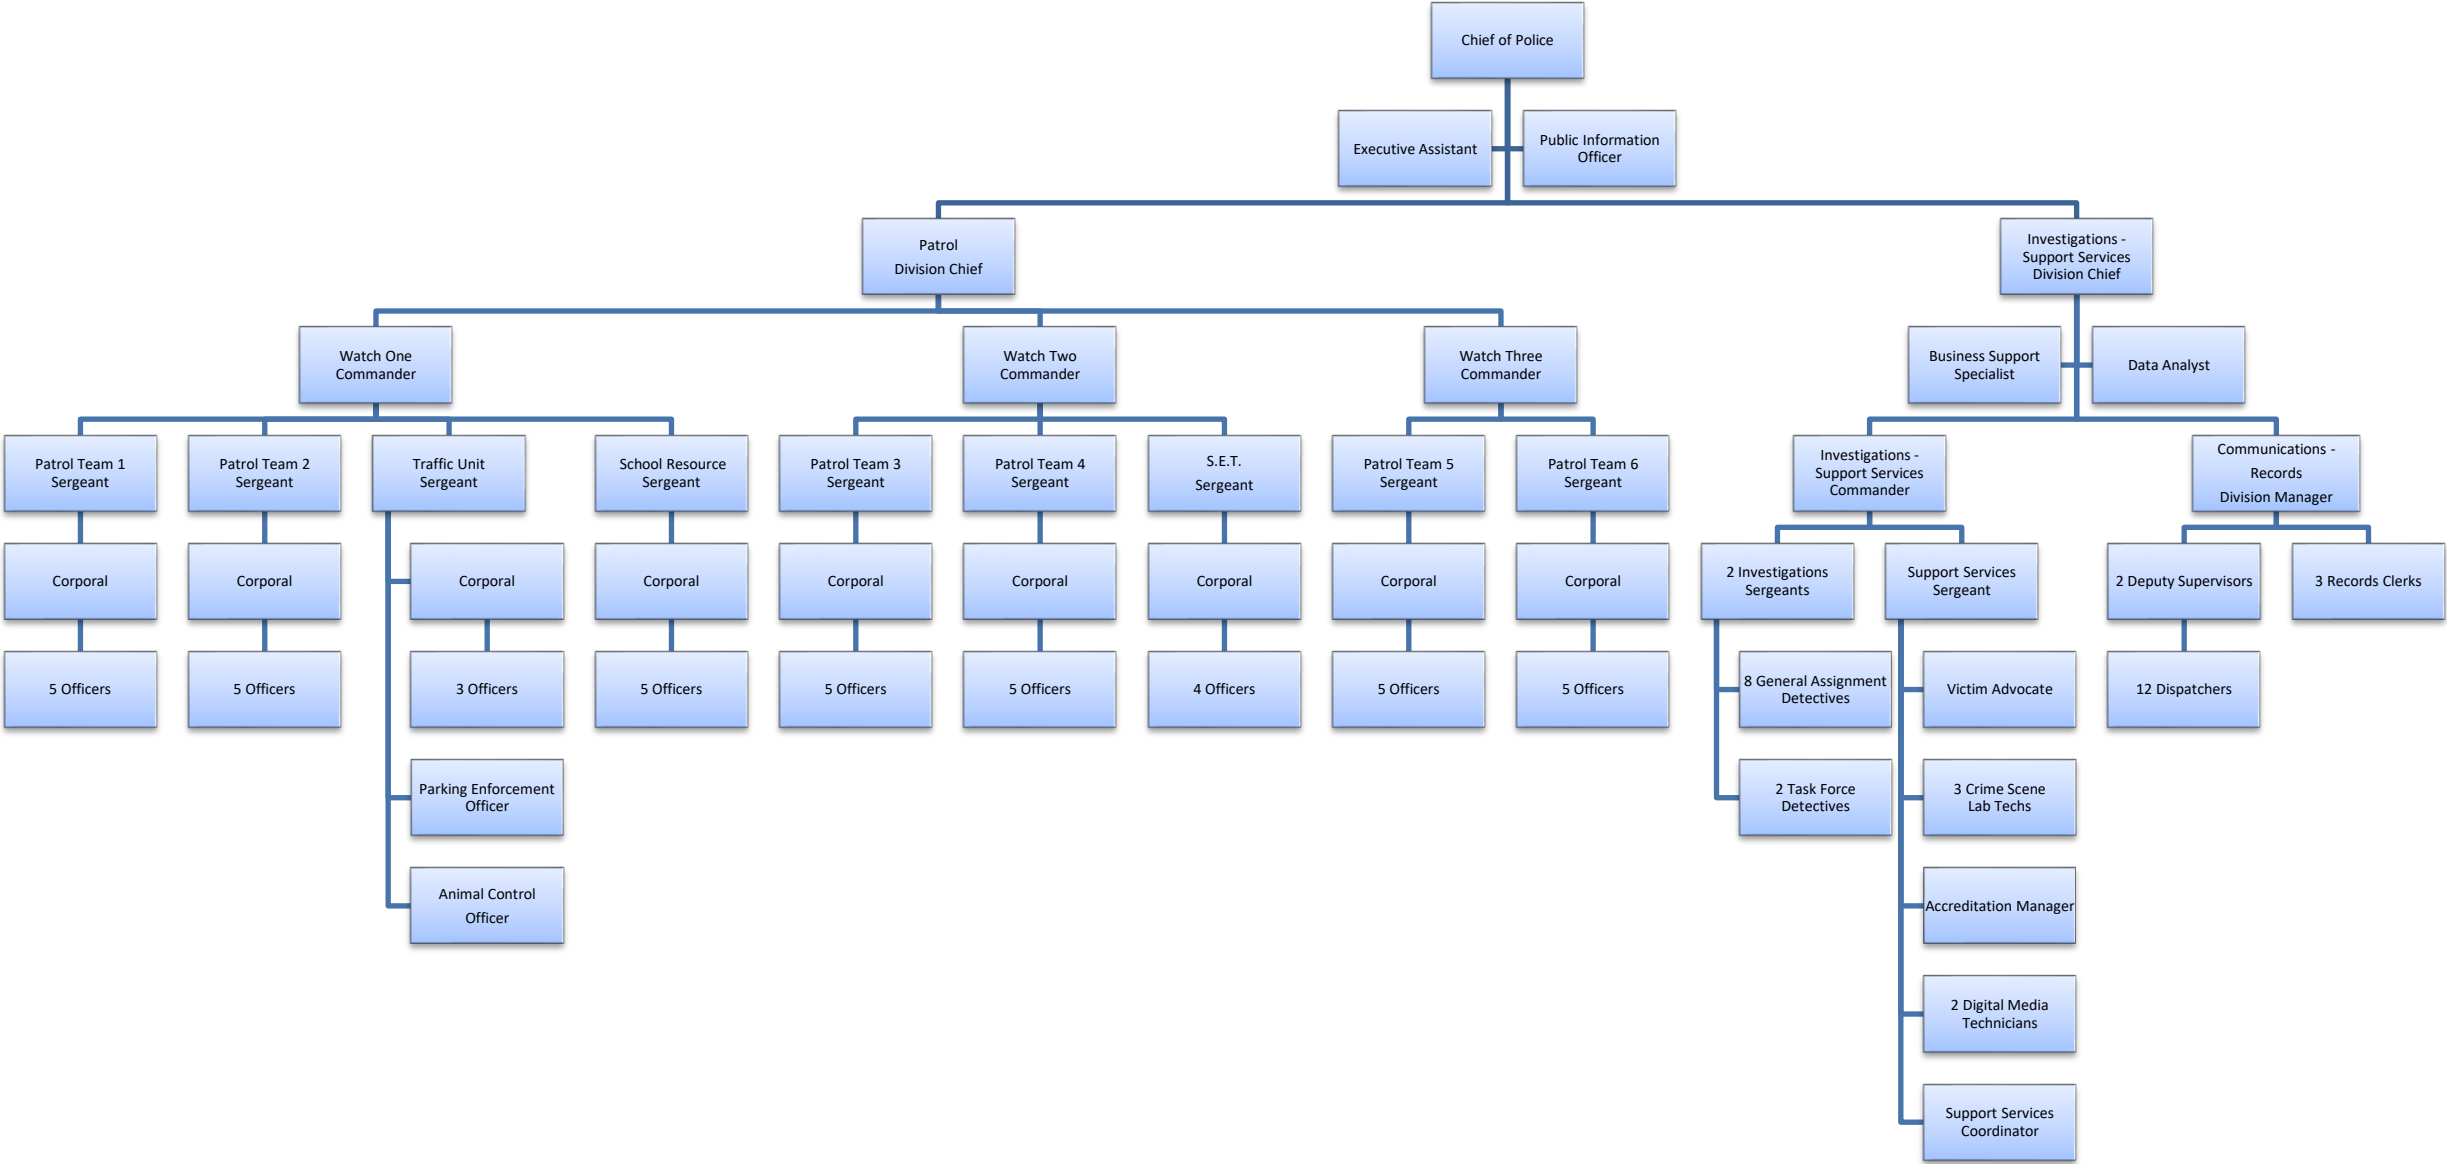 Chief of Police
Executive Assistant
Public Information
Officer
Patrol
Division Chief
Investigations -
Support Services
Division Chief
Watch One
Commander
Watch Two
Commander
Watch Three
Commander
Business Support
Specialist
Data Analyst
Patrol Team 1
Sergeant
Patrol Team 2
Sergeant
Traffic Unit
Sergeant
School Resource
Sergeant
Patrol Team 3
Sergeant
Patrol Team 4
Sergeant
S.E.T.
Sergeant
Patrol Team 5
Sergeant
Patrol Team 6
Sergeant
Investigations -
Support Services
Commander
Communications -
Records
Division Manager
Corporal
Corporal
Corporal
Corporal
Corporal
Corporal
Corporal
Corporal
Corporal
2 Investigations
Sergeants
Support Services
Sergeant
2 Deputy Supervisors
3 Records Clerks
5 Officers
5 Officers
3 Officers
5 Officers
5 Officers
5 Officers
4 Officers
5 Officers
5 Officers
8 General Assignment
Detectives
Victim Advocate
12 Dispatchers
Parking Enforcement
Officer
2 Task Force
Detectives
3 Crime Scene
Lab Techs
Animal Control
Officer
Accreditation Manager
2 Digital Media
Technicians
Support Services
Coordinator